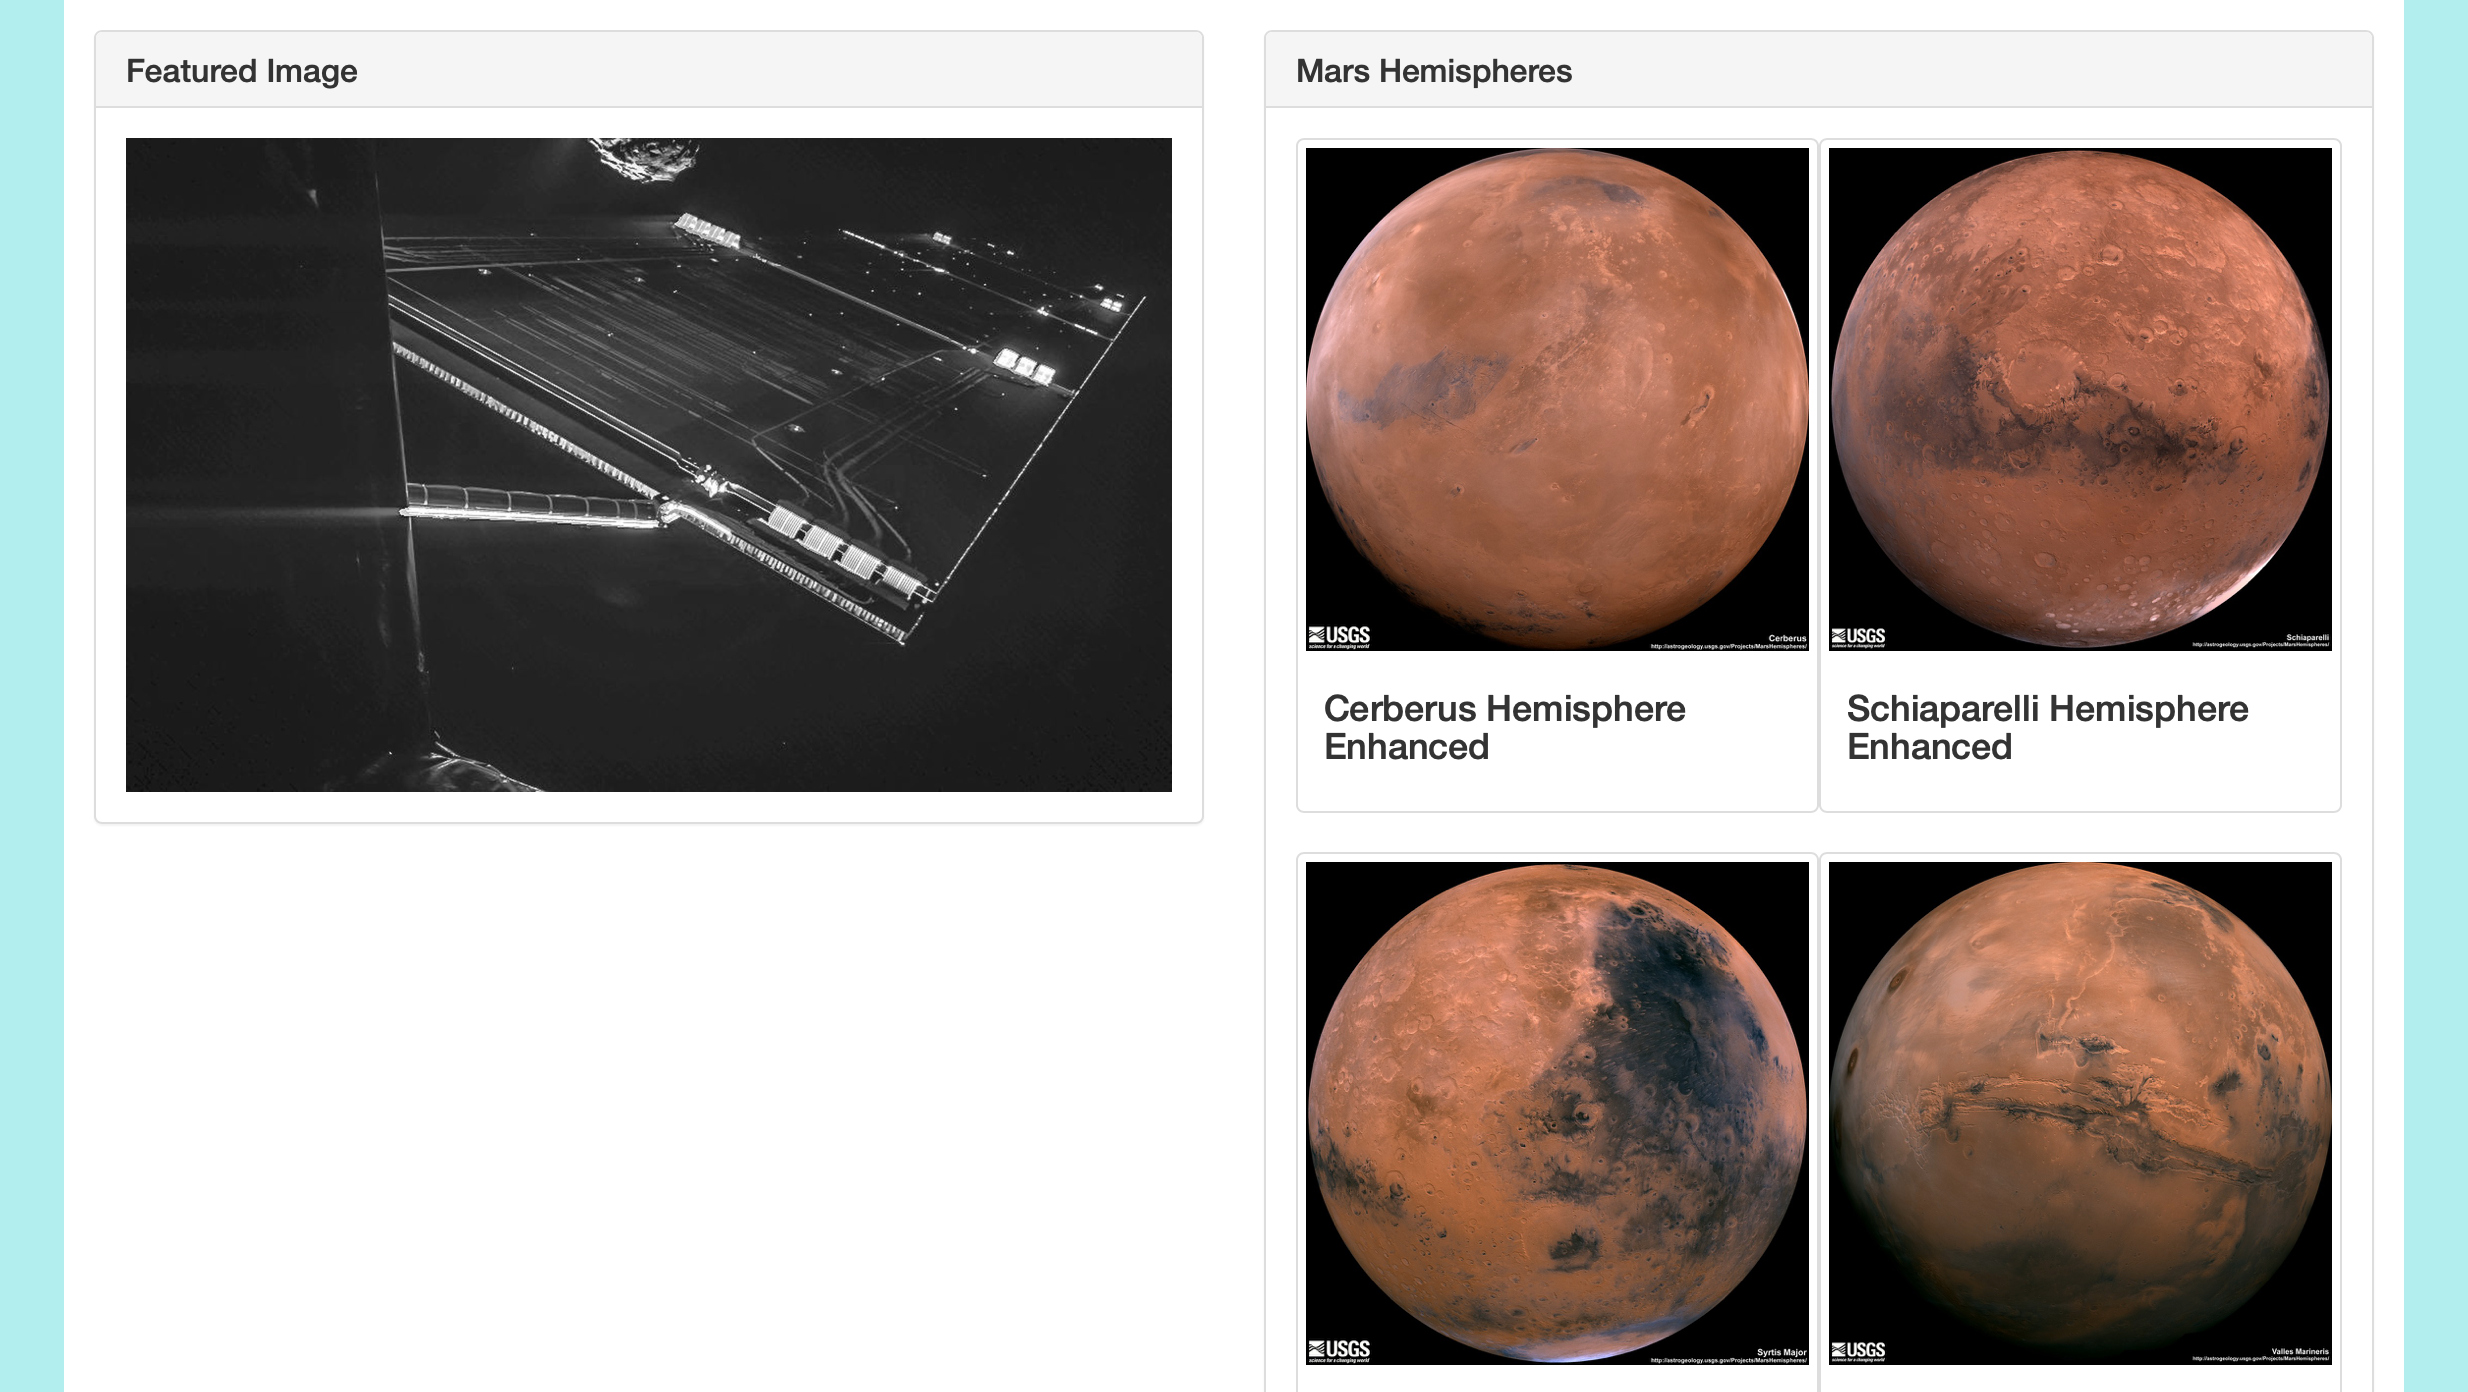 Featured Image
Mars Hemispheres
USGS
science for a changing world
Cerberus
http://astrogeology.usgs.gov/Projects/MarsHemispheres/
USGS
science for a changing world
Schiaparelli
http://astrogeology.usgs.gov/Projects/MarsHemispheres/
Cerberus Hemisphere
Enhanced
Schiaparelli Hemisphere
Enhanced
USGS
science for a changing world
Syrtis Major
http://astrogeology.usgs.gov/Projects/MarsHemispheres/
USGS
science for a changing world
Valles Marineris
http://astrogeology.usgs.gov/Projects/MarsHemispheres/